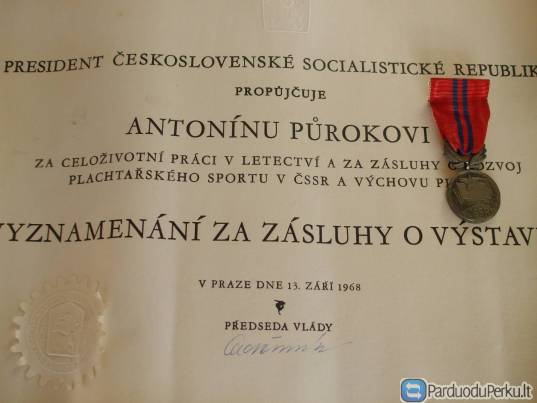 PRESIDENT ČESKOSLOVENSKÉ SOCIALISTICKÉ REPUBLIK
PROPŮJČUJE
ANTONÍNU PŮROKOVI
ZA CELOŽIVOTNÍ PRÁCI V LETECTVÍ A ZA ZÁSLUHY O ROZVOJ
PLACHTAŘSKÉHO SPORTU V ČSSR A VÝCHOVU
VYZNAMENÁNÍ ZA ZÁSLUHY O VÝSTAV
V PRAZE DNE 13. ZÁŘÍ 1968
PŘEDSEDA VLÁDY
ParduoduPerku.lt